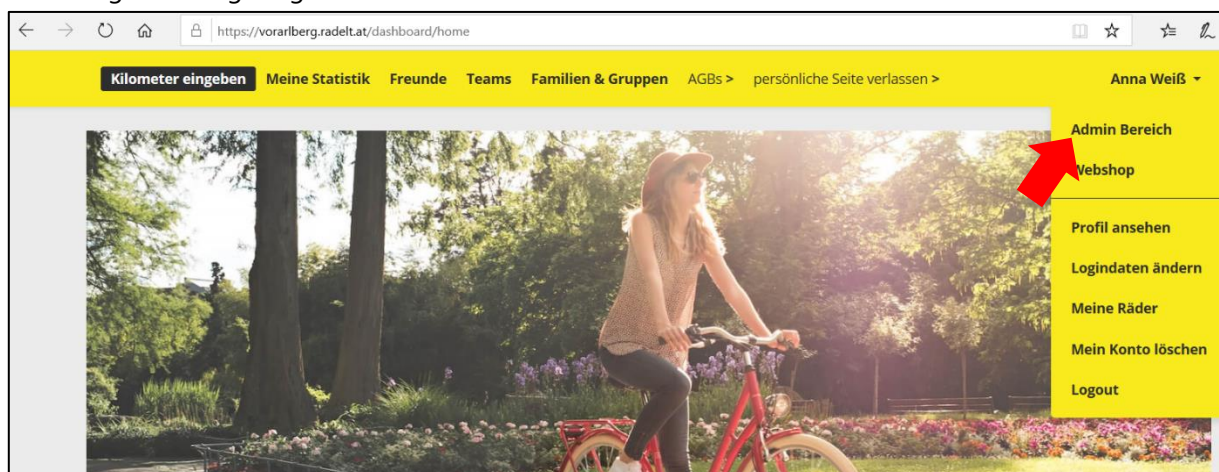 https://vorarlberg.radelt.at/dashboard/home
Kilometer eingeben Meine Statistik Freunde Teams Familien & Gruppen AGBs > persönliche Seite verlassen > Anna Weiß
Admin Bereich
Webshop
Profil ansehen
Logindaten ändern
Meine Räder
Mein Konto löschen
Logout